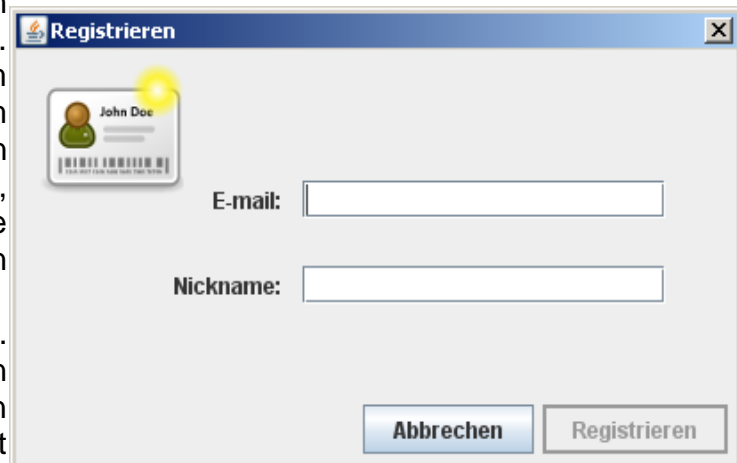 Registrieren
John Doe
E-mail:
Nickname:
Abbrechen
Registrieren